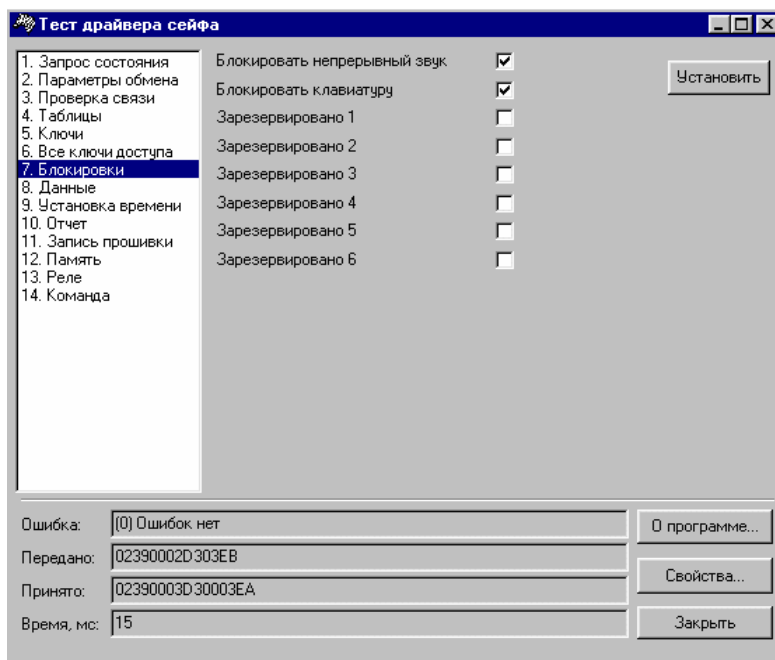 Тест драйвера сейфа
1. Запрос состояния
2. Параметры обмена
3. Проверка связи
4. Таблицы
5. Ключи
6. Все ключи доступа
7. Блокировки
8. Данные
9. Установка времени
10. Отчет
11. Запись прошивки
12. Память
13. Реле
14. Команда
Блокировать непрерывный звук
Блокировать клавиатуру
Зарезервировано 1
Зарезервировано 2
Зарезервировано 3
Зарезервировано 4
Зарезервировано 5
Зарезервировано 6
Установить
Ошибка: (0) Ошибок нет
Передано: 02390002D303EB
Принято: 02390003D30003EA
Время, мс: 15
О программе...
Свойства...
Закрыть